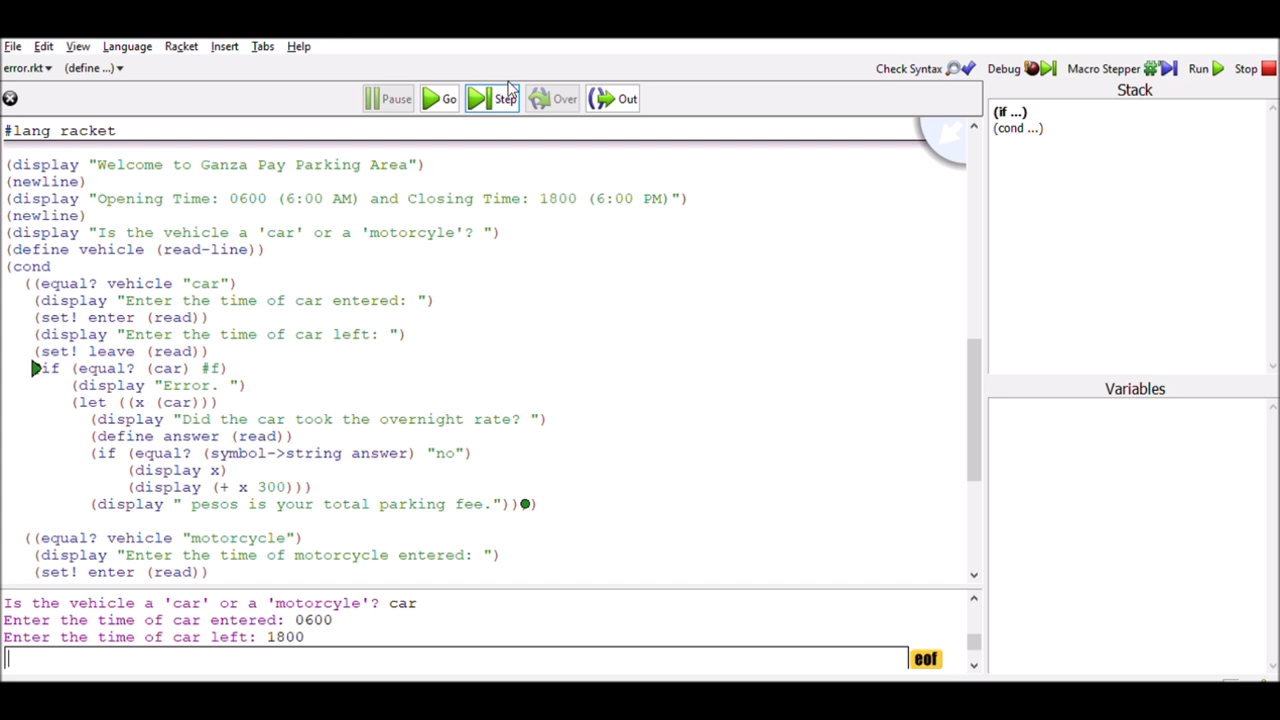 File Edit View Language Racket Insert Tabs Help
error.rkt (define ...) Check Syntax Debug Macro Stepper Run Stop
Pause Go Step Over Out
Stack
(if ...)
(cond ...)
Variables
#lang racket
(display "Welcome to Ganza Pay Parking Area")
(newline)
(display "Opening Time: 0600 (6:00 AM) and Closing Time: 1800 (6:00 PM)")
(newline)
(display "Is the vehicle a 'car' or a 'motorcyle'? ")
(define vehicle (read-line))
(cond
((equal? vehicle "car")
(display "Enter the time of car entered: ")
(set! enter (read))
(display "Enter the time of car left: ")
(set! leave (read))
if (equal? (car) #f)
(display "Error. ")
(let ((x (car)))
(display "Did the car took the overnight rate? ")
(define answer (read))
(if (equal? (symbol->string answer) "no")
(display x)
(display (+ x 300)))
(display " pesos is your total parking fee.")))
((equal? vehicle "motorcycle")
(display "Enter the time of motorcycle entered: ")
(set! enter (read))
Is the vehicle a 'car' or a 'motorcyle'? car
Enter the time of car entered: 0600
Enter the time of car left: 1800
eof